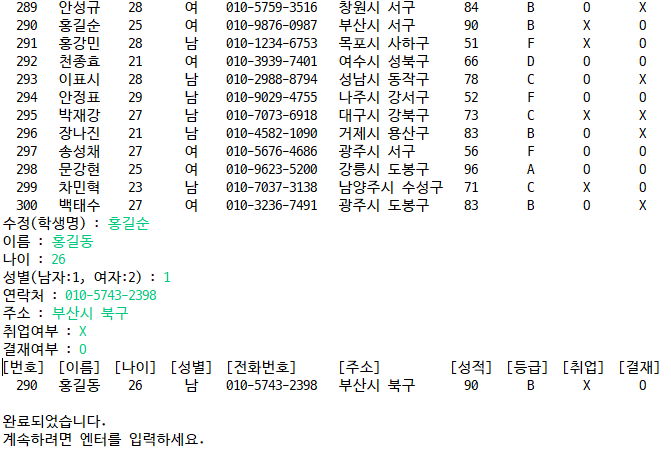 289 안성규 28 여 010-5759-3516 창원시 서구 84 B O X
290 홍길순 25 여 010-9876-0987 부산시 서구 90 B X O
291 홍강민 28 남 010-1234-6753 목포시 사하구 51 F X O
292 천종효 21 여 010-3939-7401 여수시 성북구 66 D O O
293 이표시 28 남 010-2988-8794 성남시 동작구 78 C O X
294 안정표 29 남 010-9029-4755 나주시 강서구 52 F O O
295 박재강 27 남 010-7073-6918 대구시 강북구 73 C X X
296 장나진 21 남 010-4582-1090 거제시 용산구 83 B O X
297 송성채 27 여 010-5676-4686 광주시 서구 56 F O O
298 문강현 25 여 010-9623-5200 강릉시 도봉구 96 A O O
299 차민혁 23 남 010-7037-3138 남양주시 수성구 71 C X O
300 백태수 27 여 010-3236-7491 광주시 도봉구 83 B O X
수정(학생명) : 홍길순
이름 : 홍길동
나이 : 26
성별(남자:1, 여자:2) : 1
연락처 : 010-5743-2398
주소 : 부산시 북구
취업여부 : X
결재여부 : O
[번호] [이름] [나이] [성별] [전화번호] [주소] [성적] [등급] [취업] [결재]
290 홍길동 26 남 010-5743-2398 부산시 북구 90 B X O
완료되었습니다.
계속하려면 엔터를 입력하세요.